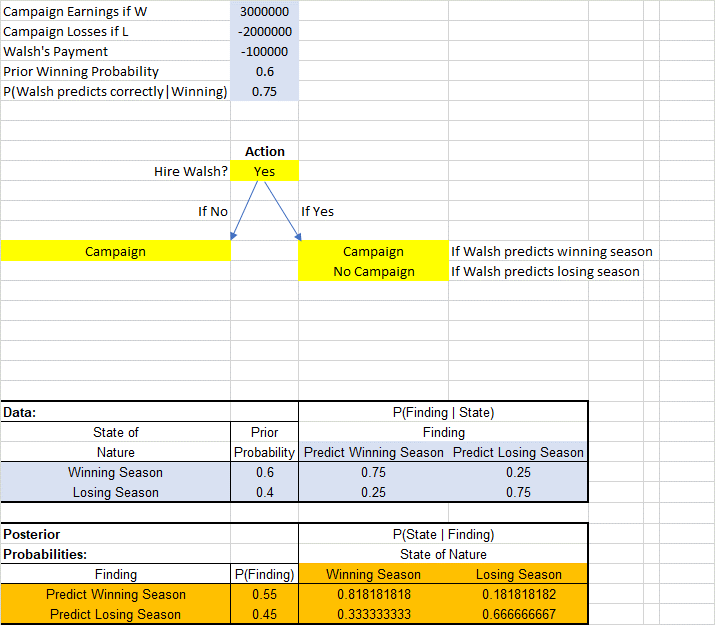 Campaign Earnings if W 3000000
Campaign Losses if L -2000000
Walsh's Payment -100000
Prior Winning Probability 0.6
P(Walsh predicts correctly|Winning) 0.75
Action
Hire Walsh? Yes
If No If Yes
Campaign Campaign If Walsh predicts winning season
No Campaign If Walsh predicts losing season
Data: P(Finding | State)
State of Prior Finding
Nature Probability Predict Winning Season Predict Losing Season
Winning Season 0.6 0.75 0.25
Losing Season 0.4 0.25 0.75
Posterior P(State | Finding)
Probabilities: State of Nature
Finding P(Finding) Winning Season Losing Season
Predict Winning Season 0.55 0.818181818 0.181818182
Predict Losing Season 0.45 0.333333333 0.666666667